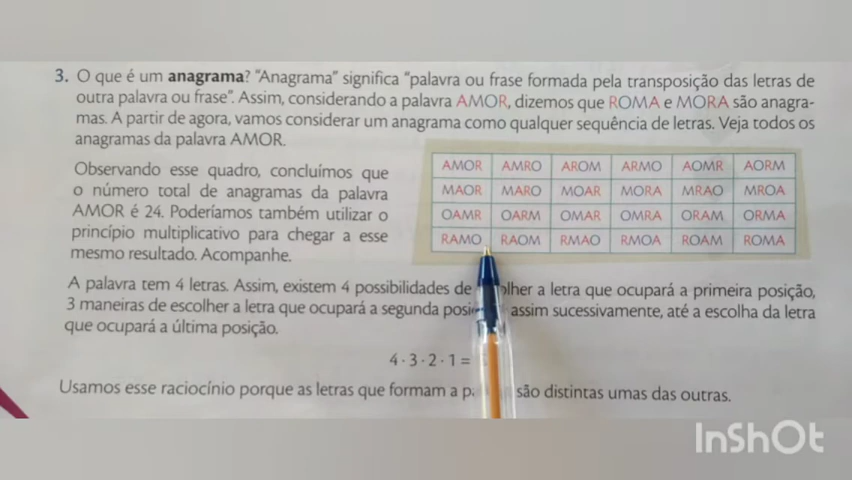 3. O que é um anagrama? "Anagrama" significa "palavra ou frase formada pela transposição das letras de
outra palavra ou frase". Assim, considerando a palavra AMOR, dizemos que ROMA e MORA são anagra-
mas. A partir de agora, vamos considerar um anagrama como qualquer sequência de letras. Veja todos os
anagramas da palavra AMOR.
Observando esse quadro, concluímos que
o número total de anagramas da palavra
AMOR é 24. Poderíamos também utilizar o
princípio multiplicativo para chegar a esse
mesmo resultado. Acompanhe.
AMOR AMRO AROM ARMO AOMR AORM
MAOR MARO MOAR MORA MRAO MROA
OAMR OARM OMAR OMRA ORAM ORMA
RAMO RAOM RMAO RMOA ROAM ROMA
A palavra tem 4 letras. Assim, existem 4 possibilidades de lher a letra que ocupará a primeira posição,
3 maneiras de escolher a letra que ocupará a segunda posi assim sucessivamente, até a escolha da letra
que ocupará a última posição.
4 · 3 · 2 · 1 =
Usamos esse raciocínio porque as letras que formam a p são distintas umas das outras.
InShOt